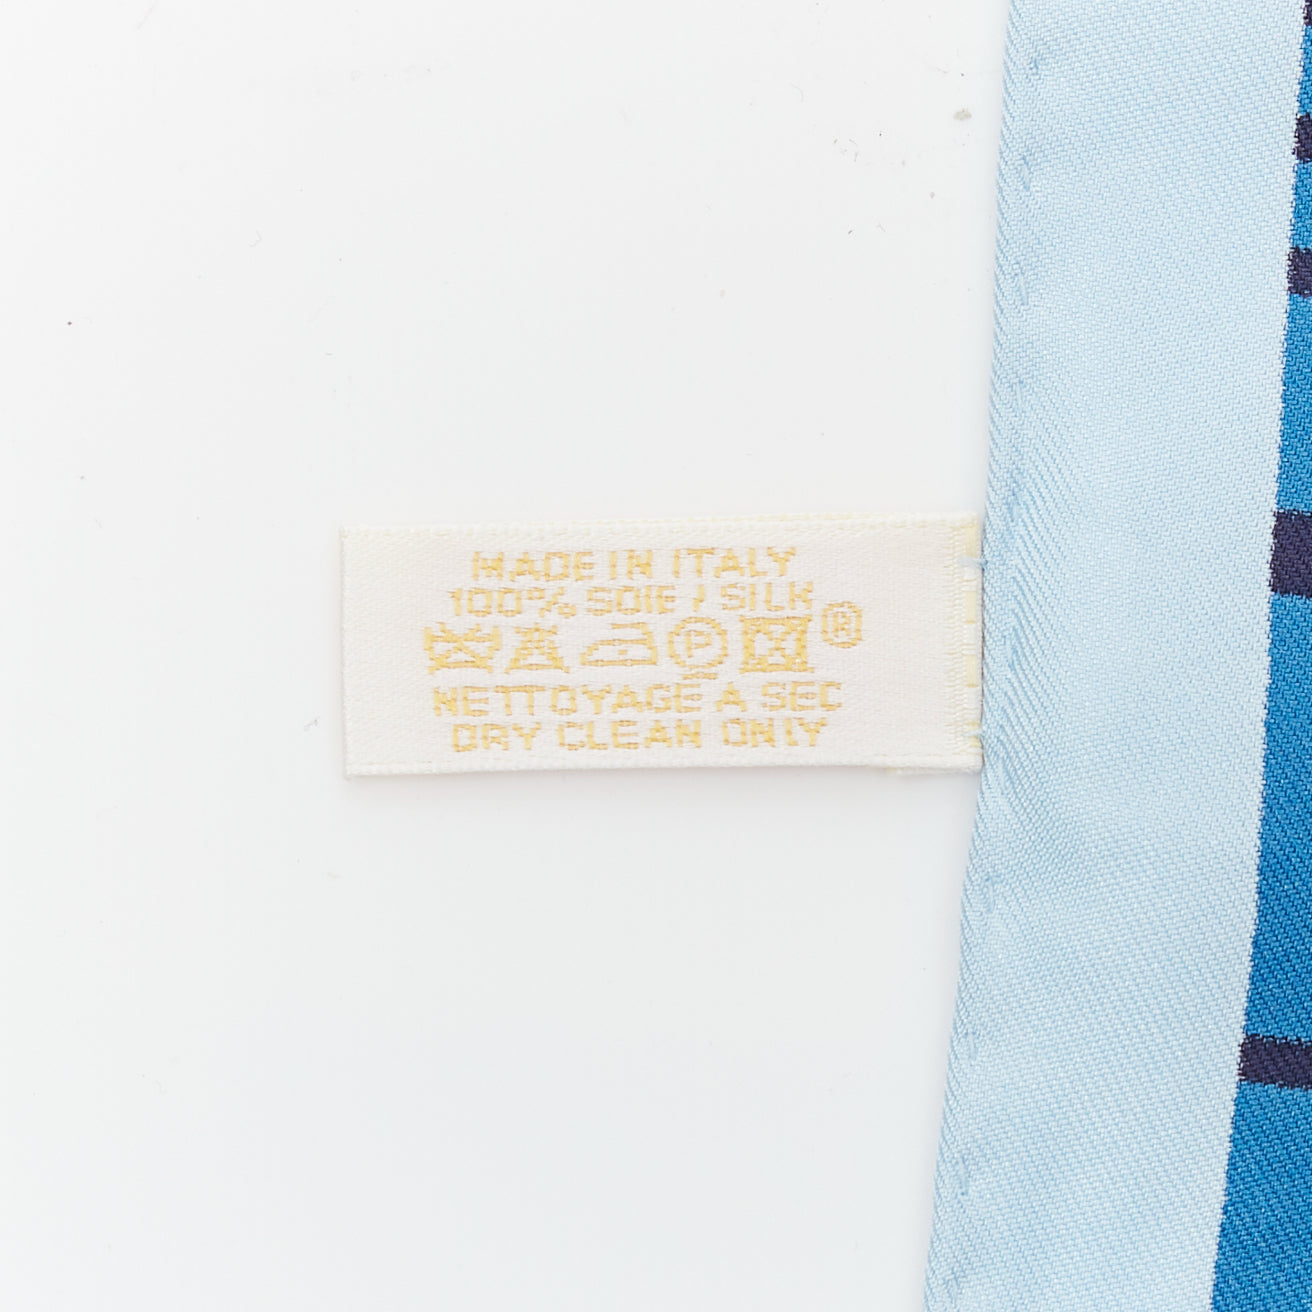 MADE IN ITALY
100% SOIE / SILK
P ®
NETTOYAGE A SEC
DRY CLEAN ONLY